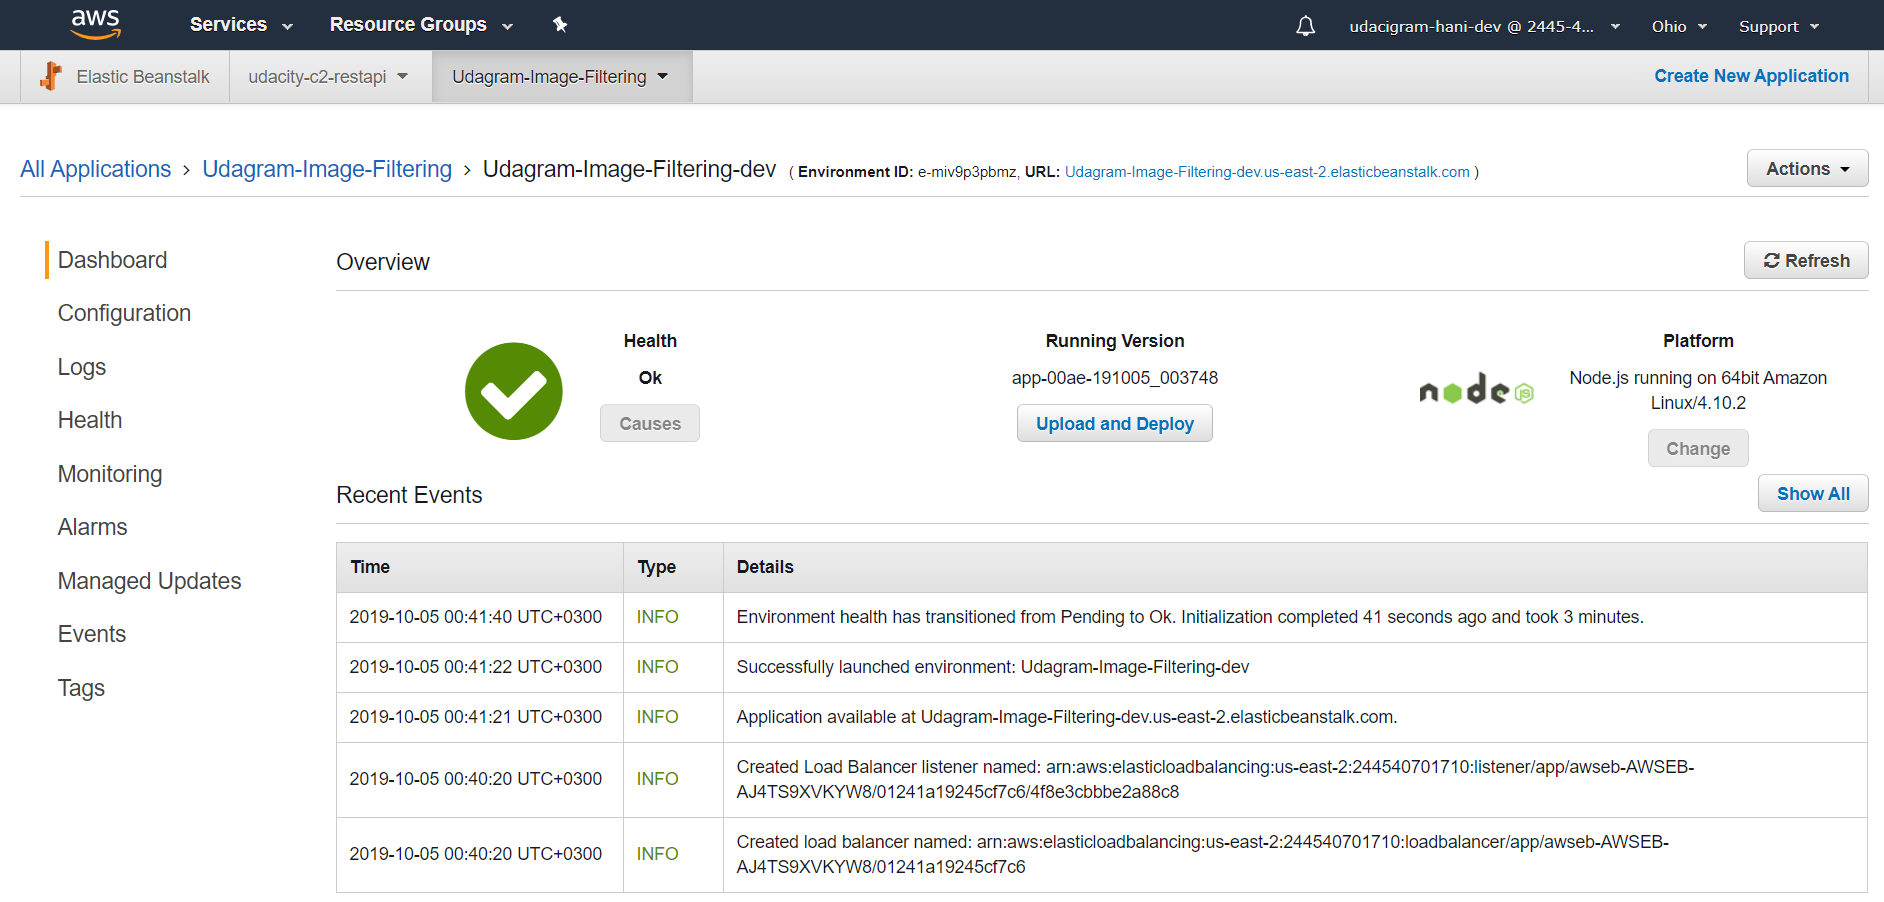 aws Services Resource Groups udacigram-hani-dev @ 2445-4... Ohio Support
Elastic Beanstalk udacity-c2-restapi Udagram-Image-Filtering Create New Application
All Applications › Udagram-Image-Filtering › Udagram-Image-Filtering-dev ( Environment ID: e-miv9p3pbmz, URL: Udagram-Image-Filtering-dev.us-east-2.elasticbeanstalk.com ) Actions
Dashboard
Configuration
Logs
Health
Monitoring
Alarms
Managed Updates
Events
Tags
Overview Refresh
Health
Ok
Causes
Running Version
app-00ae-191005_003748
Upload and Deploy
node JS
Platform
Node.js running on 64bit Amazon
Linux/4.10.2
Change
Recent Events Show All
Time Type Details
2019-10-05 00:41:40 UTC+0300 INFO Environment health has transitioned from Pending to Ok. Initialization completed 41 seconds ago and took 3 minutes.
2019-10-05 00:41:22 UTC+0300 INFO Successfully launched environment: Udagram-Image-Filtering-dev
2019-10-05 00:41:21 UTC+0300 INFO Application available at Udagram-Image-Filtering-dev.us-east-2.elasticbeanstalk.com.
2019-10-05 00:40:20 UTC+0300 INFO Created Load Balancer listener named: arn:aws:elasticloadbalancing:us-east-2:244540701710:listener/app/awseb-AWSEB-
AJ4TS9XVKYW8/01241a19245cf7c6/4f8e3cbbbe2a88c8
2019-10-05 00:40:20 UTC+0300 INFO Created load balancer named: arn:aws:elasticloadbalancing:us-east-2:244540701710:loadbalancer/app/awseb-AWSEB-
AJ4TS9XVKYW8/01241a19245cf7c6